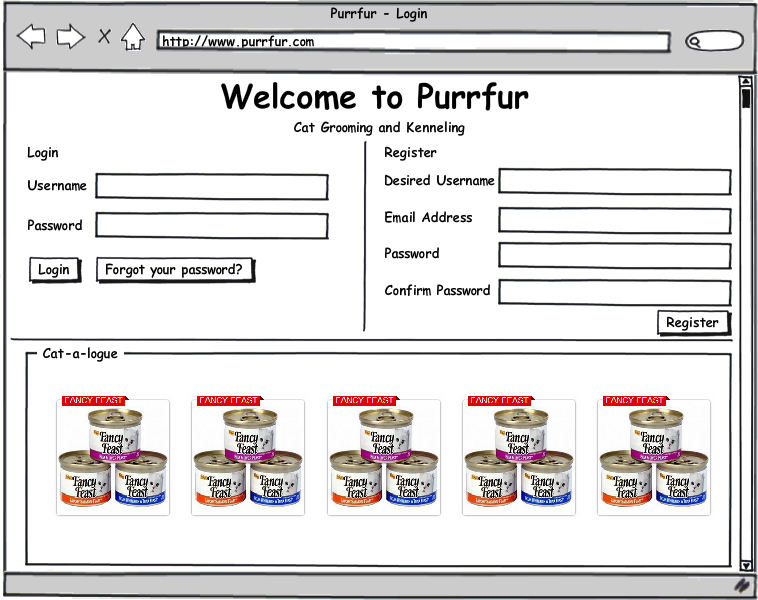 Purrfur - Login
http://www.purrfur.com
Welcome to Purrfur
Cat Grooming and Kenneling
Login
Username
Password
Login
Forgot your password?
Register
Desired Username
Email Address
Password
Confirm Password
Register
Cat-a-logue
FANCY FEAST
FANCY FEAST
FANCY FEAST
FANCY FEAST
FANCY FEAST
Fancy
Feast
Fancy
Feast
Fancy
Feast
Fancy
Feast
Fancy
Feast
Fancy
Feast
Fancy
Feast
Fancy
Feast
Fancy
Feast
Fancy
Feast
Fancy
Feast
Fancy
Feast
Fancy
Feast
Fancy
Feast
Fancy
Feast